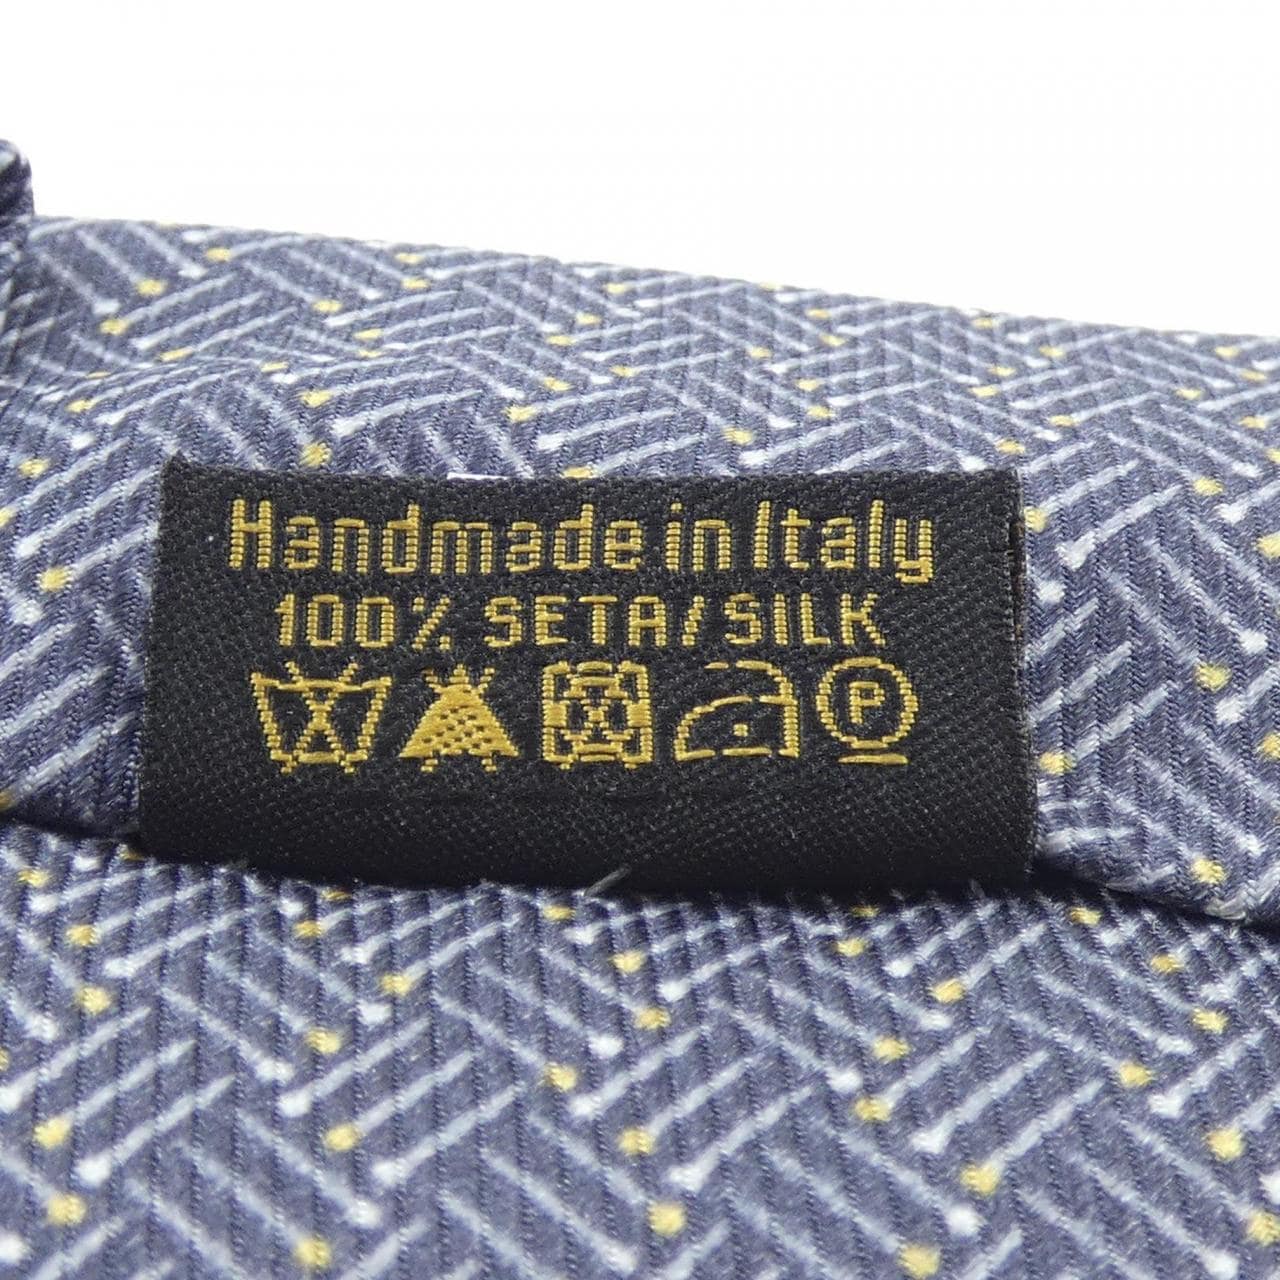 Handmade in Italy
100% SETA/SILK
P